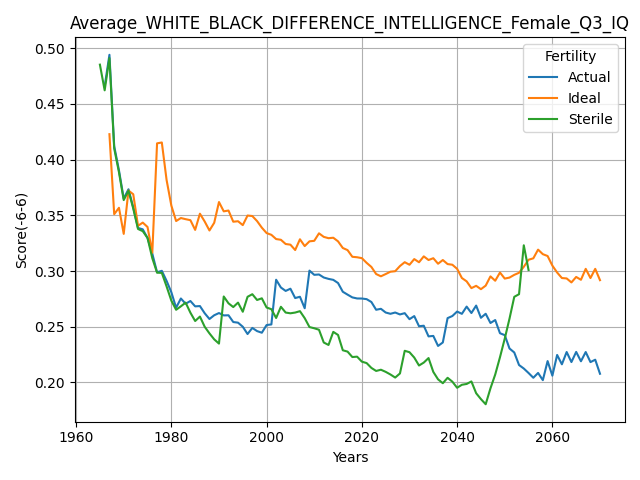 Average_WHITE_BLACK_DIFFERENCE_INTELLIGENCE_Female_Q3_IQ
Fertility
Actual
Ideal
Sterile
Score(-6-6)
0.50
0.45
0.40
0.35
0.30
0.25
0.20
1960
1980
2000
2020
2040
2060
Years